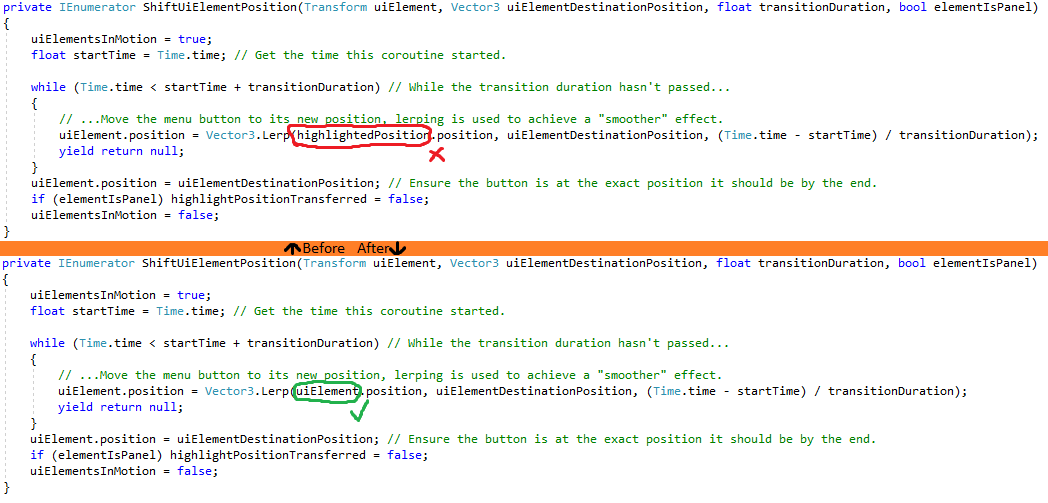 private IEnumerator ShiftUiElementPosition(Transform uiElement, Vector3 uiElementDestinationPosition, float transitionDuration, bool elementIsPanel)
{
uiElementsInMotion = true;
float startTime = Time.time; // Get the time this coroutine started.
while (Time.time < startTime + transitionDuration) // While the transition duration hasn't passed...
{
// ...Move the menu button to its new position, lerping is used to achieve a "smoother" effect.
uiElement.position = Vector3.Lerp(highlightedPosition.position, uiElementDestinationPosition, (Time.time - startTime) / transitionDuration);
yield return null;
}
uiElement.position = uiElementDestinationPosition; // Ensure the button is at the exact position it should be by the end.
if (elementIsPanel) highlightPositionTransferred = false;
uiElementsInMotion = false;
}
Before After
private IEnumerator ShiftUiElementPosition(Transform uiElement, Vector3 uiElementDestinationPosition, float transitionDuration, bool elementIsPanel)
{
uiElementsInMotion = true;
float startTime = Time.time; // Get the time this coroutine started.
while (Time.time < startTime + transitionDuration) // While the transition duration hasn't passed...
{
// ...Move the menu button to its new position, lerping is used to achieve a "smoother" effect.
uiElement.position = Vector3.Lerp(uiElement.position, uiElementDestinationPosition, (Time.time - startTime) / transitionDuration);
yield return null;
}
uiElement.position = uiElementDestinationPosition; // Ensure the button is at the exact position it should be by the end.
if (elementIsPanel) highlightPositionTransferred = false;
uiElementsInMotion = false;
}